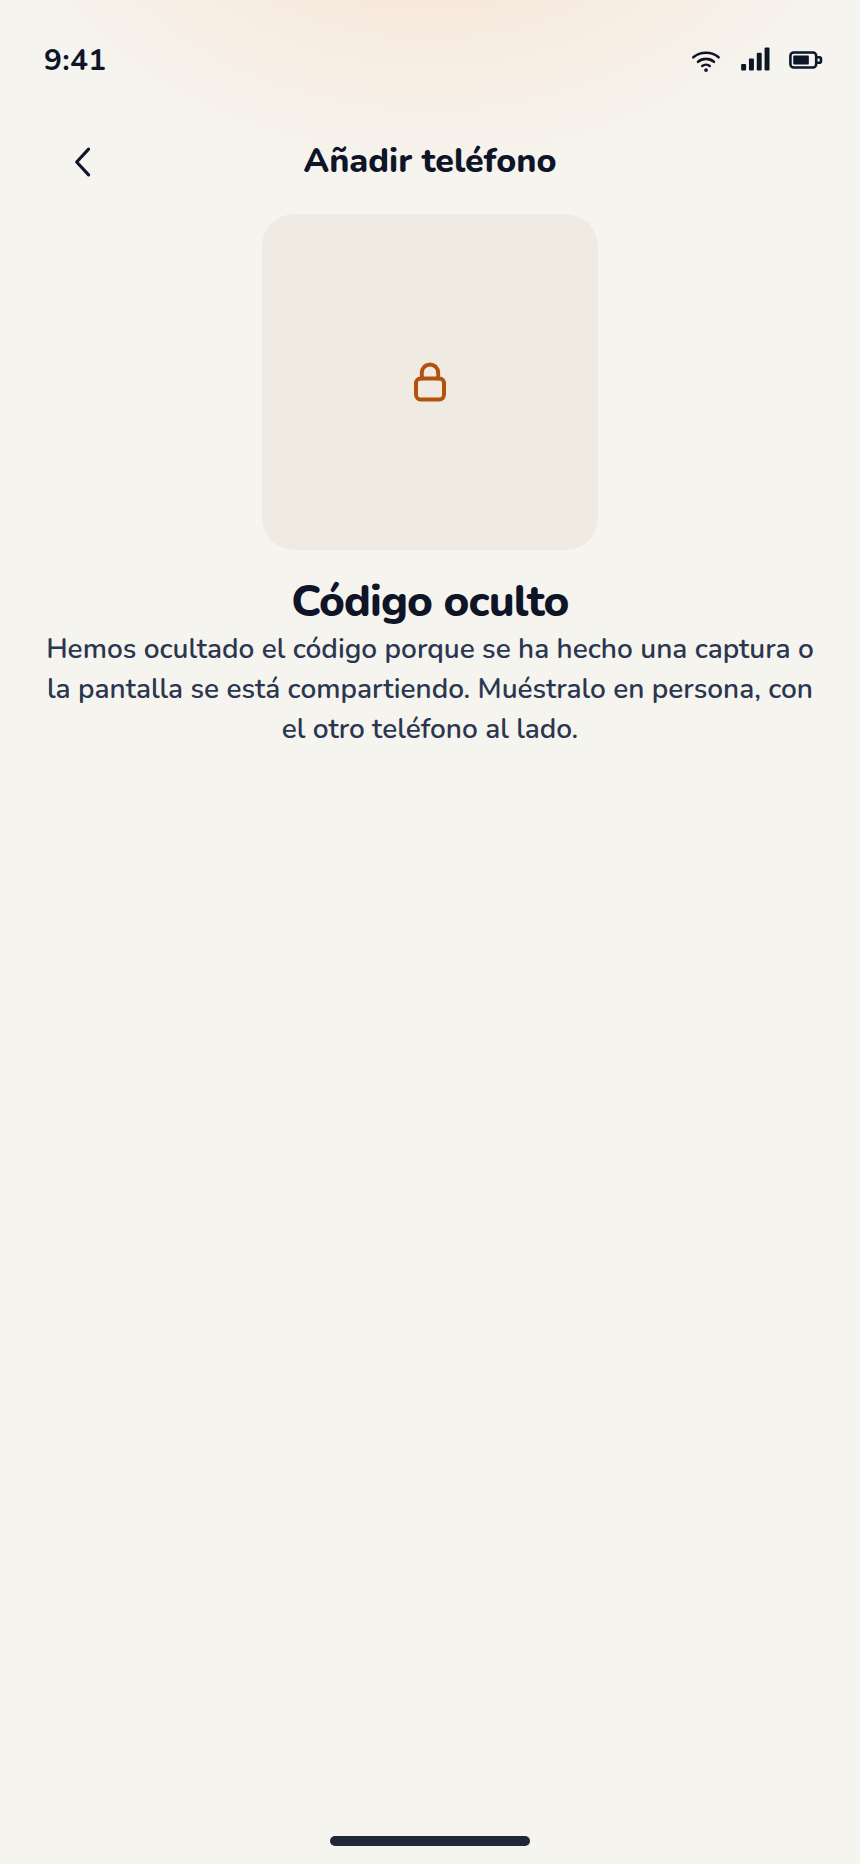 9:41
Añadir teléfono
Código oculto
Hemos ocultado el código porque se ha hecho una captura o
la pantalla se está compartiendo. Muéstralo en persona, con
el otro teléfono al lado.